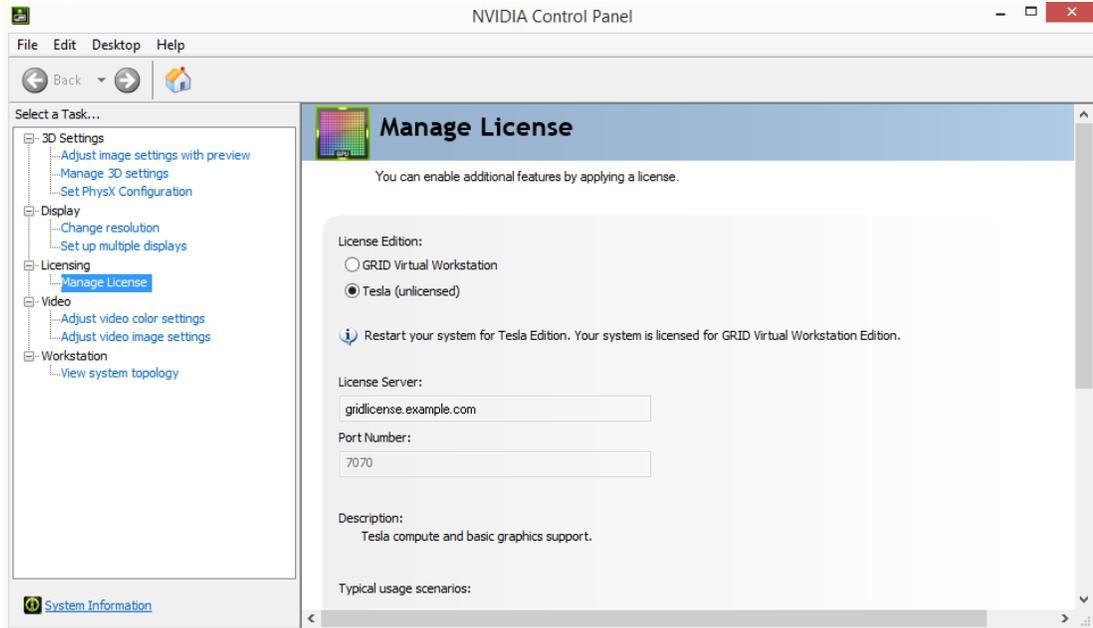 NVIDIA Control Panel
File Edit Desktop Help
Back
Select a Task...
3D Settings
Adjust image settings with preview
Manage 3D settings
Set PhysX Configuration
Display
Change resolution
Set up multiple displays
Licensing
Manage License
Video
Adjust video color settings
Adjust video image settings
Workstation
View system topology
System Information
GPU
Manage License
You can enable additional features by applying a license.
License Edition:
GRID Virtual Workstation
Tesla (unlicensed)
Restart your system for Tesla Edition. Your system is licensed for GRID Virtual Workstation Edition.
License Server:
gridlicense.example.com
Port Number:
7070
Description:
Tesla compute and basic graphics support.
Typical usage scenarios: